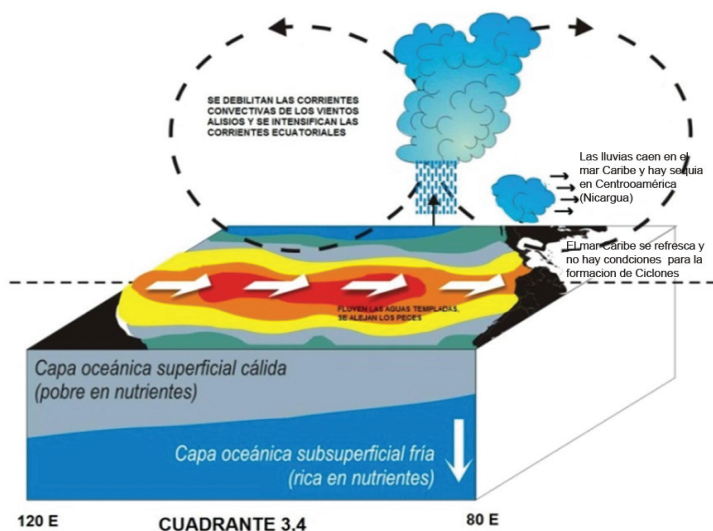 SE DEBILITAN LAS CORRIENTES
CONVECTIVAS DE LOS VIENTOS
ALISIOS Y SE INTENSIFICAN LAS
CORRIENTES ECUATORIALES
Las lluvias caen en el
mar Caribe y hay sequia
en Centrooamérica
(Nicargua)
El mar Caribe se refresca y
no hay condciones para la
formacion de Ciclones
FLUYEN LAS AGUAS TEMPLADAS,
SE ALEJAN LOS PECES
Capa oceánica superficial cálida
(pobre en nutrientes)
Capa oceánica subsuperficial fría
(rica en nutrientes)
120 E
CUADRANTE 3.4
80 E